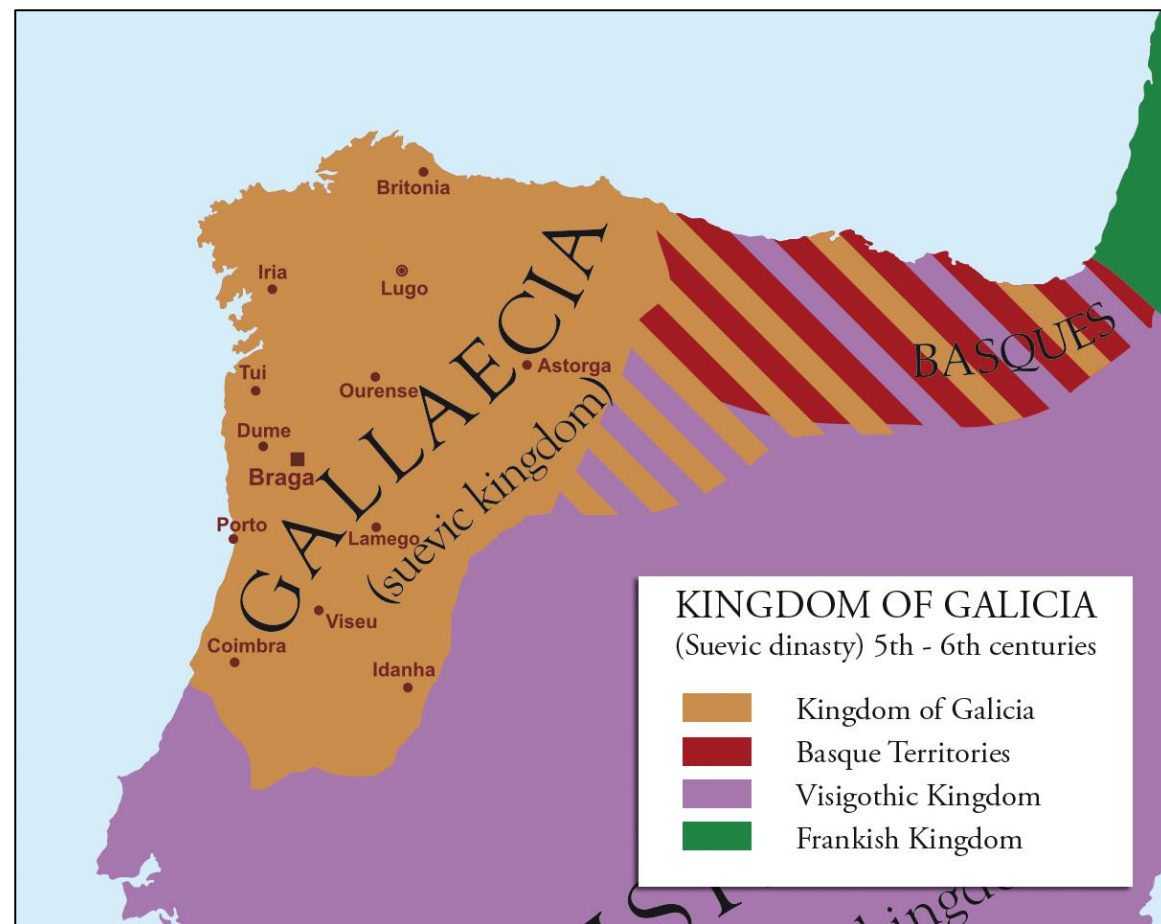 Britonia
Iria
Lugo
GALLAECIA
(suevic kingdom)
BASQUES
Astorga
Tui
Ourense
Dume
Braga
Porto
Lamego
Viseu
Coimbra
Idanha
KINGDOM OF GALICIA
(Suevic dinasty) 5th - 6th centuries
Kingdom of Galicia
Basque Territories
Visigothic Kingdom
Frankish Kingdom